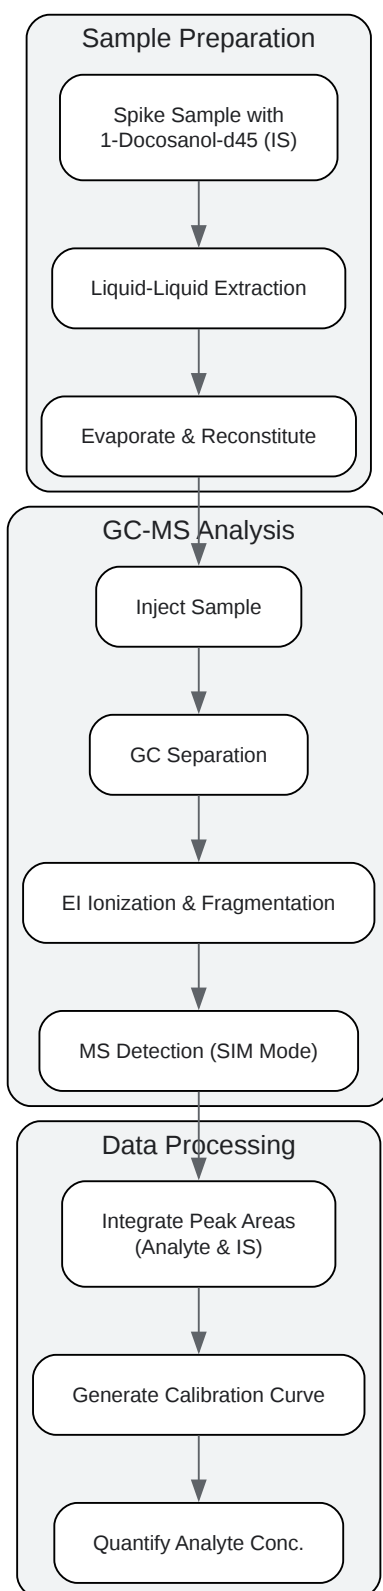 Sample Preparation
Spike Sample with
1-Docosanol-d45 (IS)
Liquid-Liquid Extraction
Evaporate & Reconstitute
GC-MS Analysis
Inject Sample
GC Separation
EI Ionization & Fragmentation
MS Detection (SIM Mode)
Data Processing
Integrate Peak Areas
(Analyte & IS)
Generate Calibration Curve
Quantify Analyte Conc.